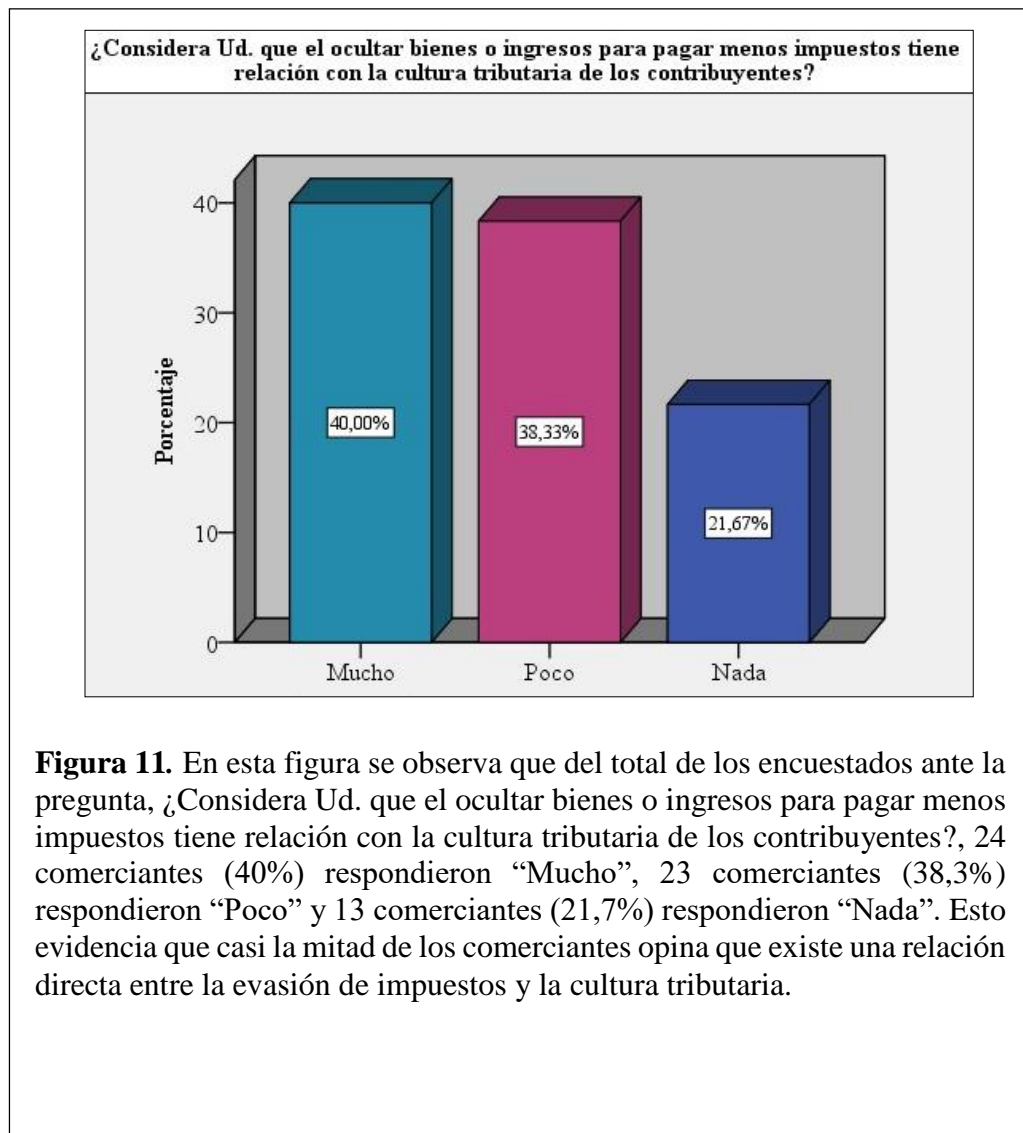 ¿Considera Ud. que el ocultar bienes o ingresos para pagar menos impuestos tiene
relación con la cultura tributaria de los contribuyentes?
Porcentaje
40
30
20
10
0
40,00%
38,33%
21,67%
Mucho
Poco
Nada
Figura 11. En esta figura se observa que del total de los encuestados ante la
pregunta, ¿Considera Ud. que el ocultar bienes o ingresos para pagar menos
impuestos tiene relación con la cultura tributaria de los contribuyentes?, 24
comerciantes (40%) respondieron “Mucho”, 23 comerciantes (38,3%)
respondieron “Poco” y 13 comerciantes (21,7%) respondieron “Nada”. Esto
evidencia que casi la mitad de los comerciantes opina que existe una relación
directa entre la evasión de impuestos y la cultura tributaria.